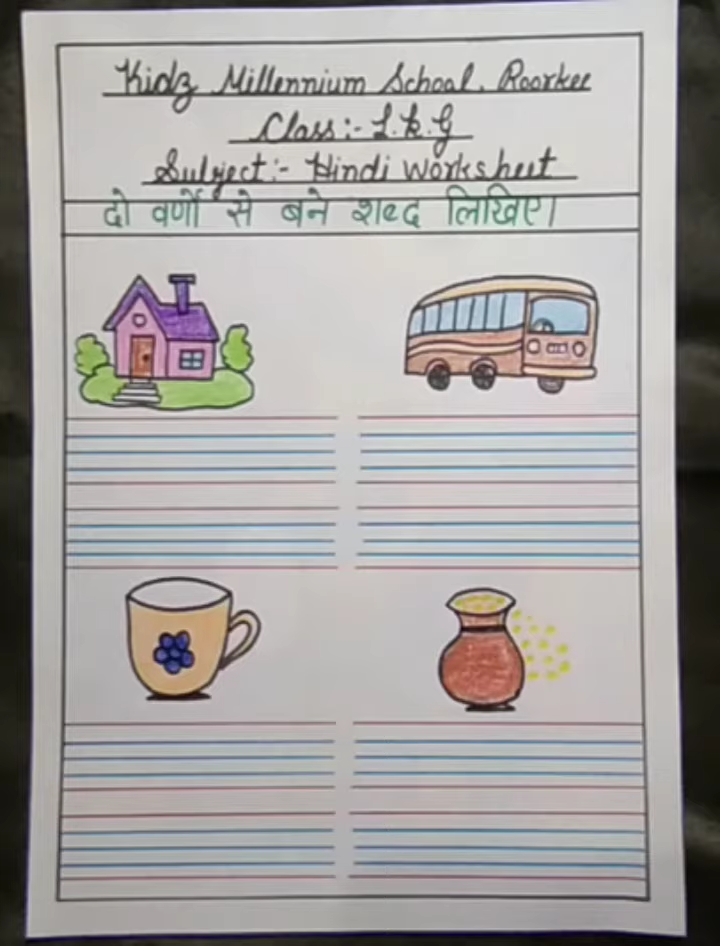 Kidz Millennium School, Roorkee
Class:- L.K.G
Subject:- Hindi Worksheet
दो वर्णों से बने शब्द लिखिए।